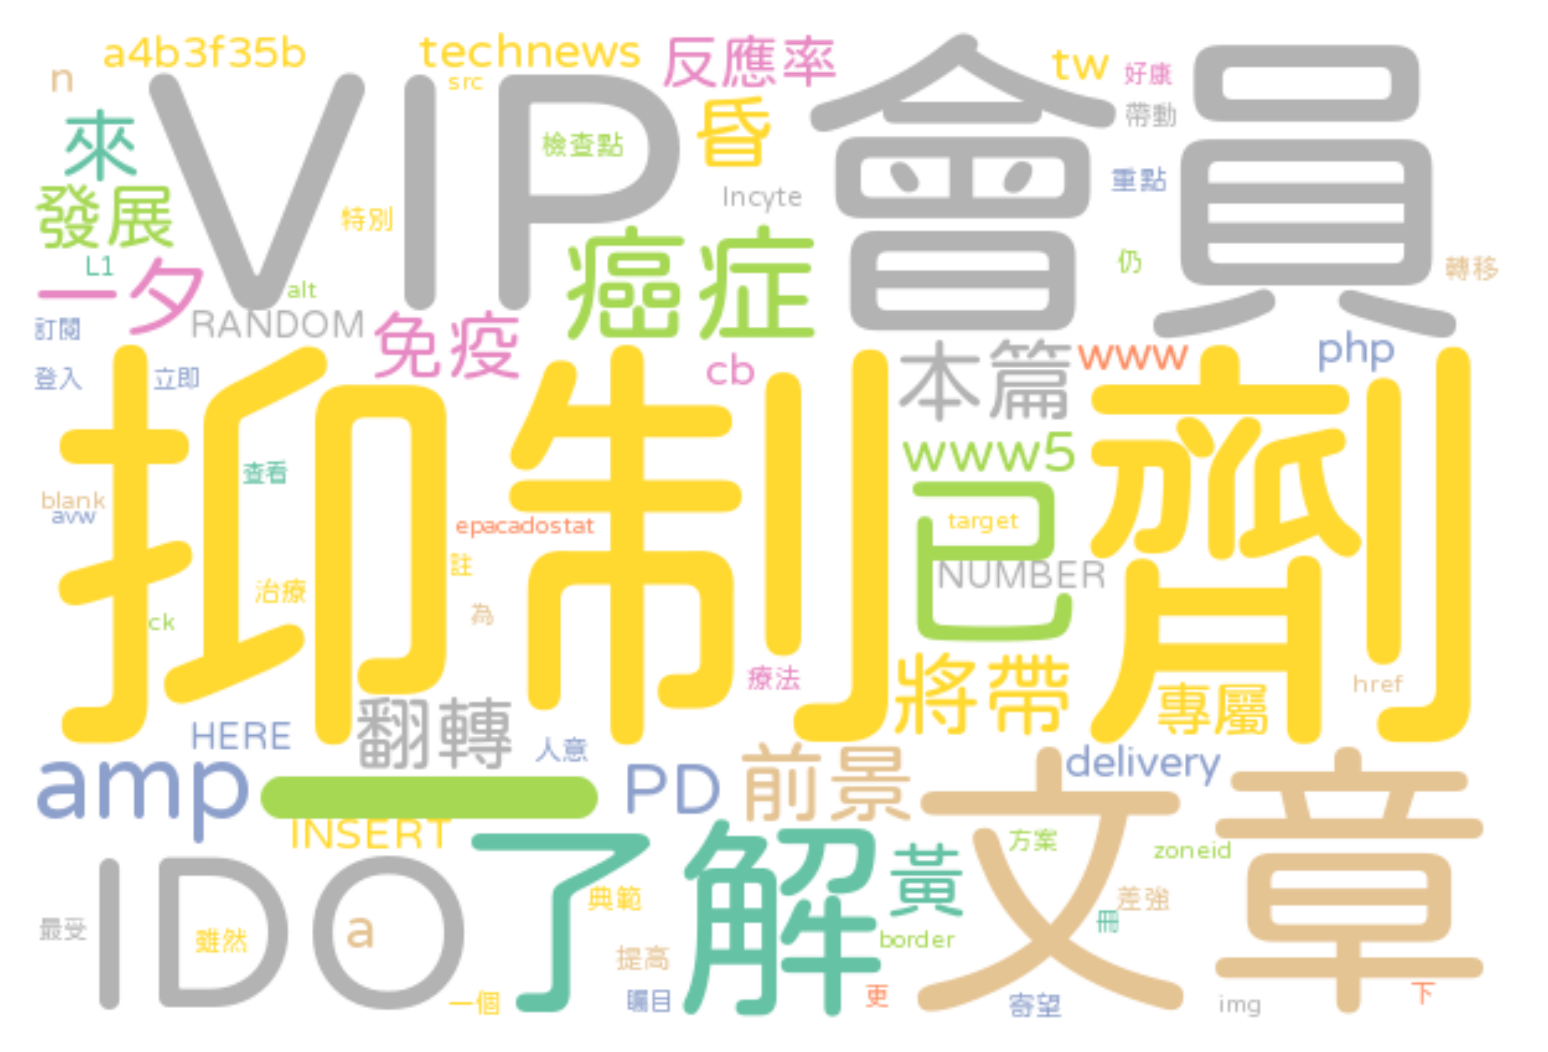 a4b3f35b
technews
反應率
tw
好康
n
src
VIP
會員
帶動
來
檢查點
昏
重點
Incyte
發展
特別
癌症
仍
轉移
L1
一夕
alt
訂閱
RANDOM
免疫
cb
本篇
www
php
登入
立即
抑制劑
www5
查看
blank
avw
epacadostat
已
target
註
NUMBER
治療
為
ck
療法
將帶
專屬
href
HERE
翻轉
人意
amp
一
PD
前景
文章
delivery
INSERT
了解
黃
方案
zoneid
IDO
a
典範
差強
冊
最受
雖然
border
提高
一個
矚目
更
寄望
img
下